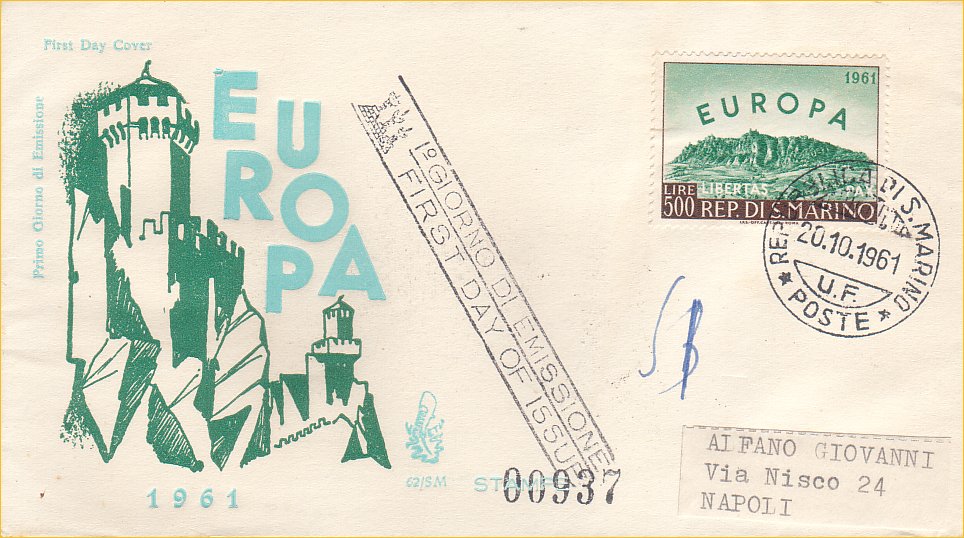 First Day Cover
Primo Giorno di Emissione
EUROPA
1961
62/SM
1º GIORNO DI EMISSIONE
FIRST DAY OF ISSUE
00937
1961
EUROPA
LIRE LIBERTAS PAX
500 REP. DI S. MARINO
DI S. MARINO
20.10.1961
U.F.
POSTE
SB
ALFANO GIOVANNI
Via Nisco 24
NAPOLI